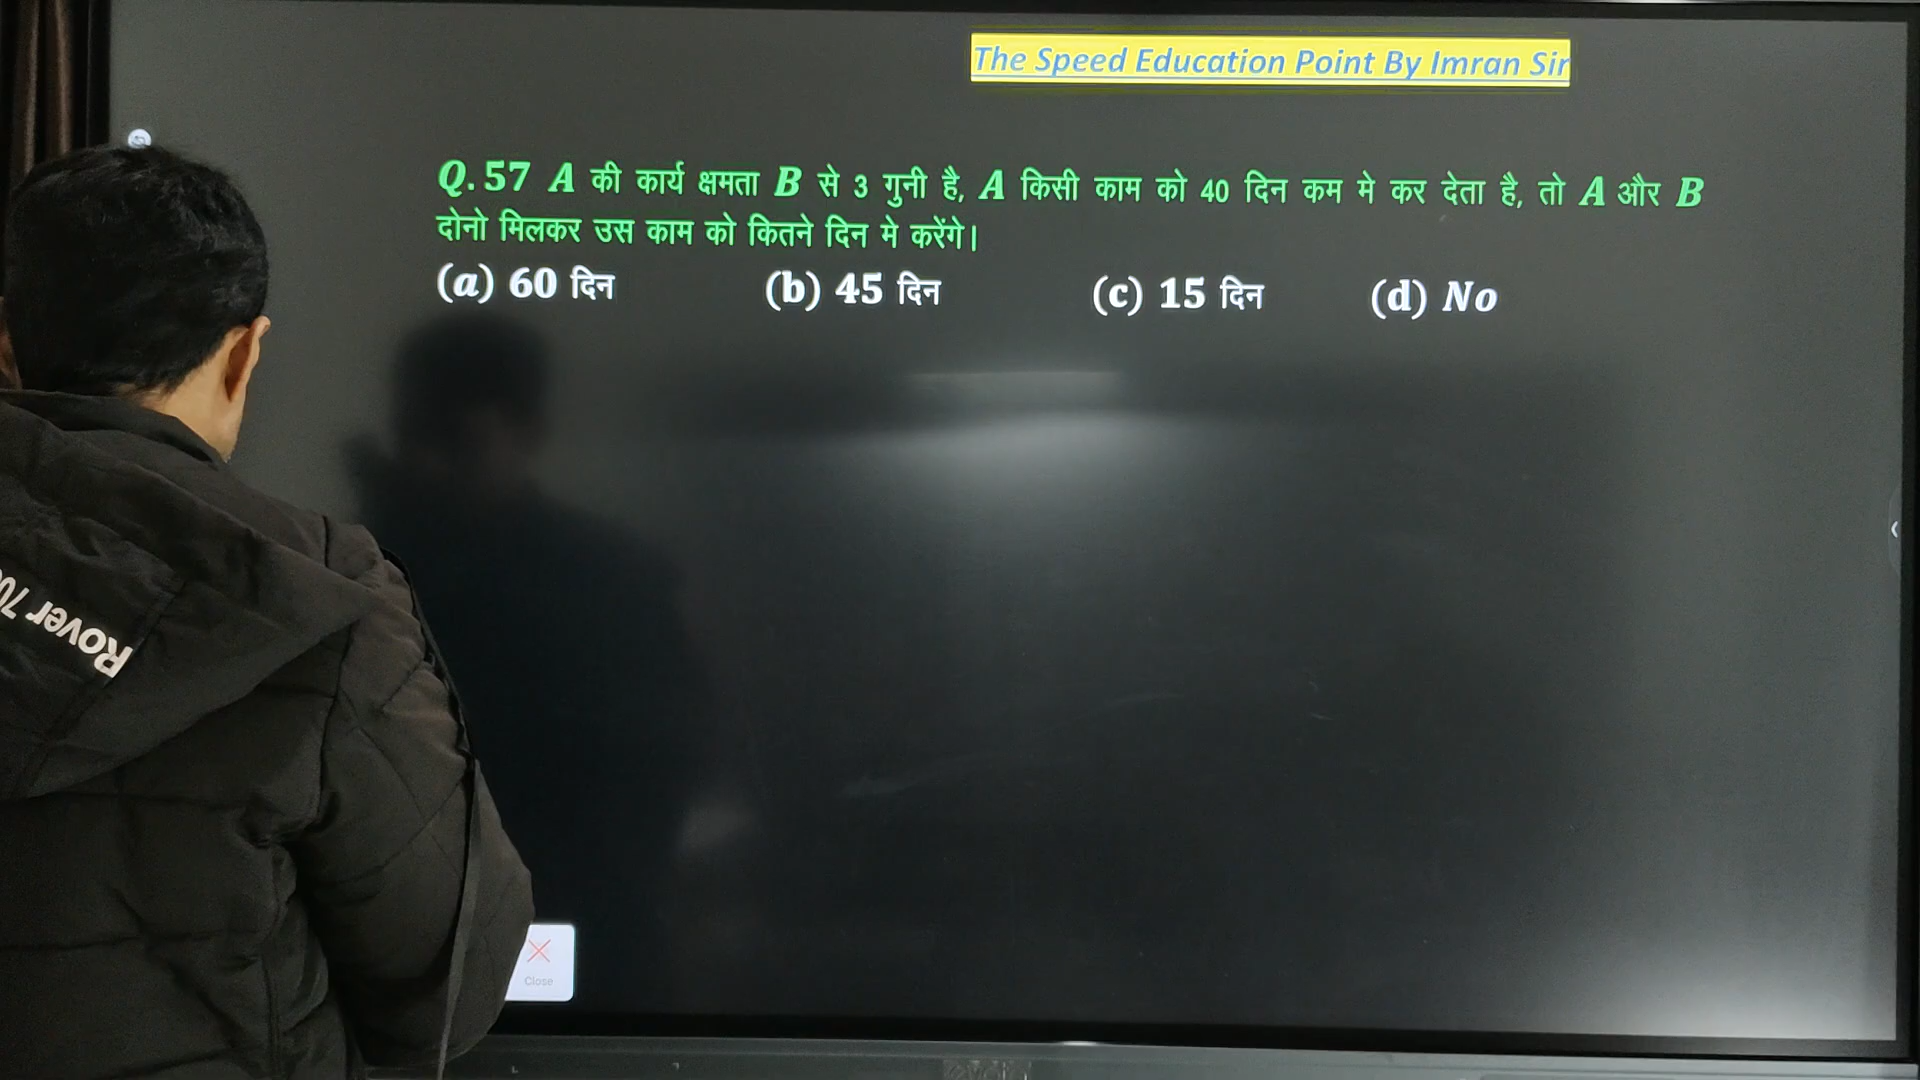 The Speed Education Point By Imran Sir
Q.57 A की कार्य क्षमता B से 3 गुनी है, A किसी काम को 40 दिन कम मे कर देता है, तो A और B
दोनो मिलकर उस काम को कितने दिन मे करेंगे।
(a) 60 दिन (b) 45 दिन (c) 15 दिन (d) No
Rover 70
Close